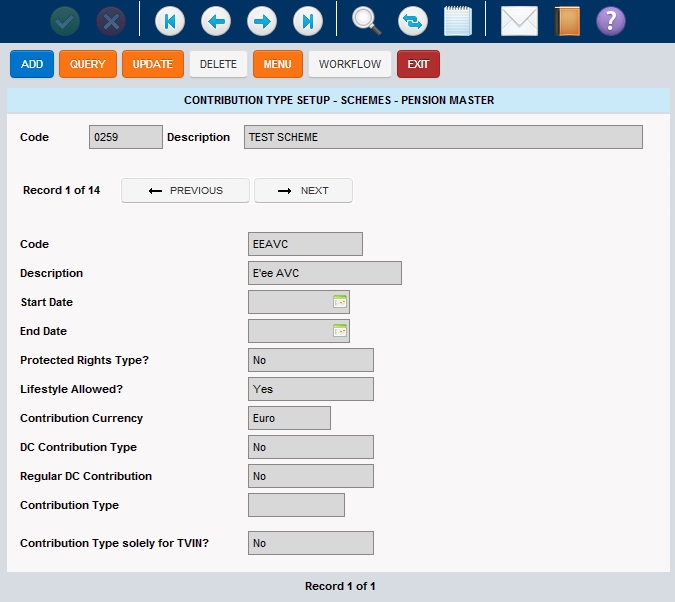 ADD QUERY UPDATE DELETE MENU WORKFLOW EXIT
CONTRIBUTION TYPE SETUP - SCHEMES - PENSION MASTER
Code 0259 Description TEST SCHEME
Record 1 of 14 PREVIOUS NEXT
Code EEAVC
Description E'ee AVC
Start Date
End Date
Protected Rights Type? No
Lifestyle Allowed? Yes
Contribution Currency Euro
DC Contribution Type No
Regular DC Contribution No
Contribution Type
Contribution Type solely for TVIN? No
Record 1 of 1